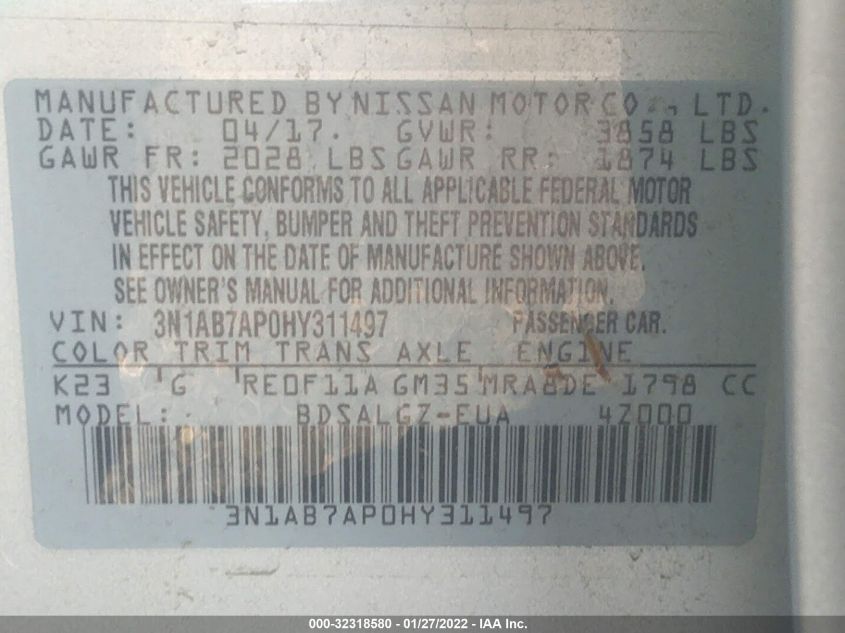 MANUFACTURED BY NISSAN MOTOR CO., LTD.
DATE: 04/17. GVWR: 3858 LBS
GAWR FR: 2028 LBS GAWR RR: 1874 LBS
THIS VEHICLE CONFORMS TO ALL APPLICABLE FEDERAL MOTOR
VEHICLE SAFETY, BUMPER AND THEFT PREVENTION STANDARDS
IN EFFECT ON THE DATE OF MANUFACTURE SHOWN ABOVE.
SEE OWNER'S MANUAL FOR ADDITIONAL INFORMATION.
VIN: 3N1AB7AP0HY311497 PASSENGER CAR.
COLOR TRIM TRANS AXLE ENGINE
K23 'G 'RE0F11A GM35 'MRA8DE 1798 CC
MODEL: BDSALGZ-EUA 4Z000
3N1AB7AP0HY311497
000-32318580 - 01/27/2022 - IAA Inc.